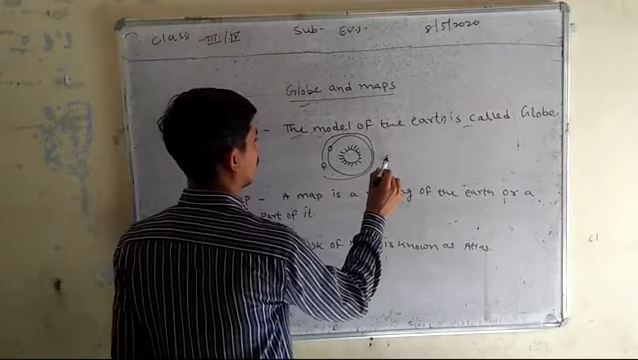 Class - III / IV Sub- E.V.S. 8/5/2020
Globe and maps
- The model of the earth is called Globe.
- A map is a of the earth or a
part of it
is known as Atlas.